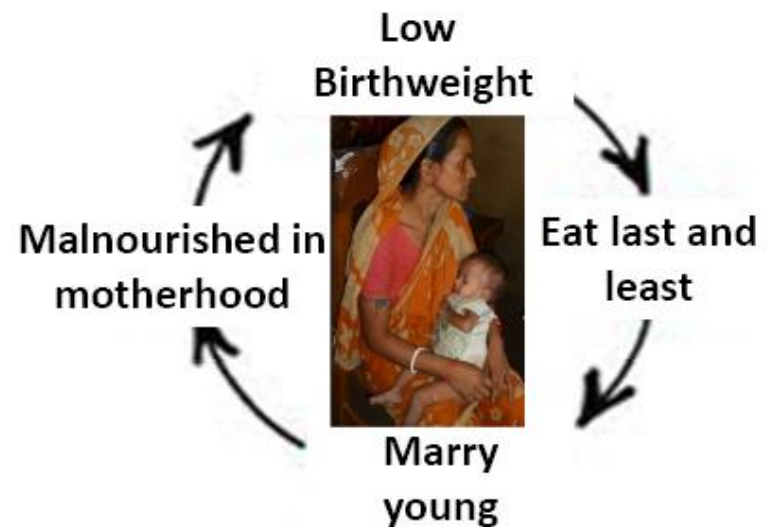 Low
Birthweight
Eat last and
least
Marry
young
Malnourished in
motherhood